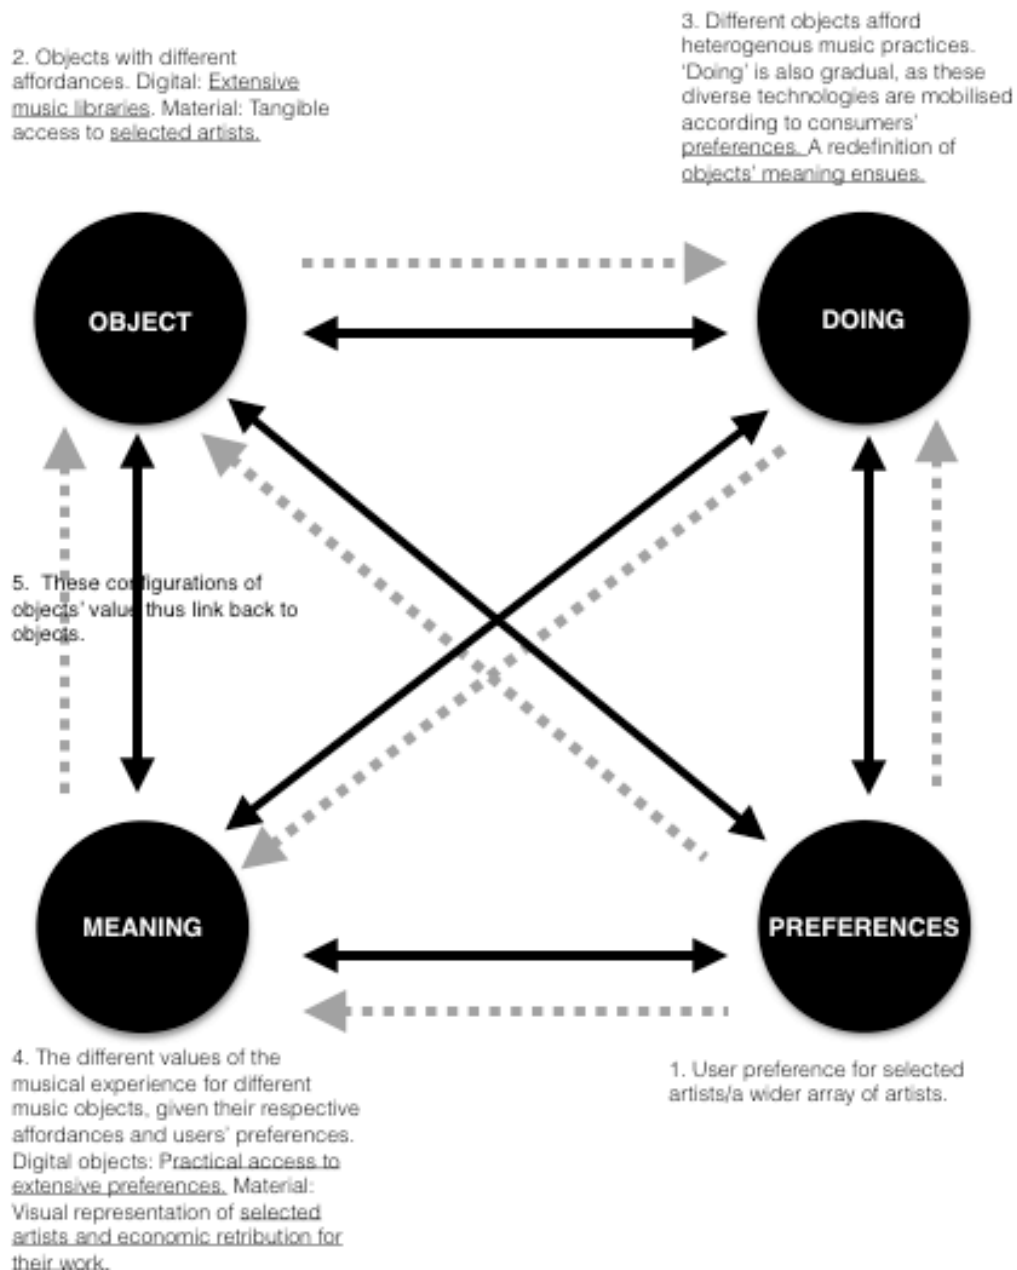 2. Objects with different
affordances. Digital: Extensive
music libraries. Material: Tangible
access to selected artists.
3. Different objects afford
heterogenous music practices.
‘Doing’ is also gradual, as these
diverse technologies are mobilised
according to consumers’
preferences. A redefinition of
objects’ meaning ensues.
OBJECT
DOING
5. These configurations of
objects’ value thus link back to
objects.
MEANING
PREFERENCES
4. The different values of the
musical experience for different
music objects, given their respective
affordances and users’ preferences.
Digital objects: Practical access to
extensive preferences. Material:
Visual representation of selected
artists and economic retribution for
their work.
1. User preference for selected
artists/a wider array of artists.